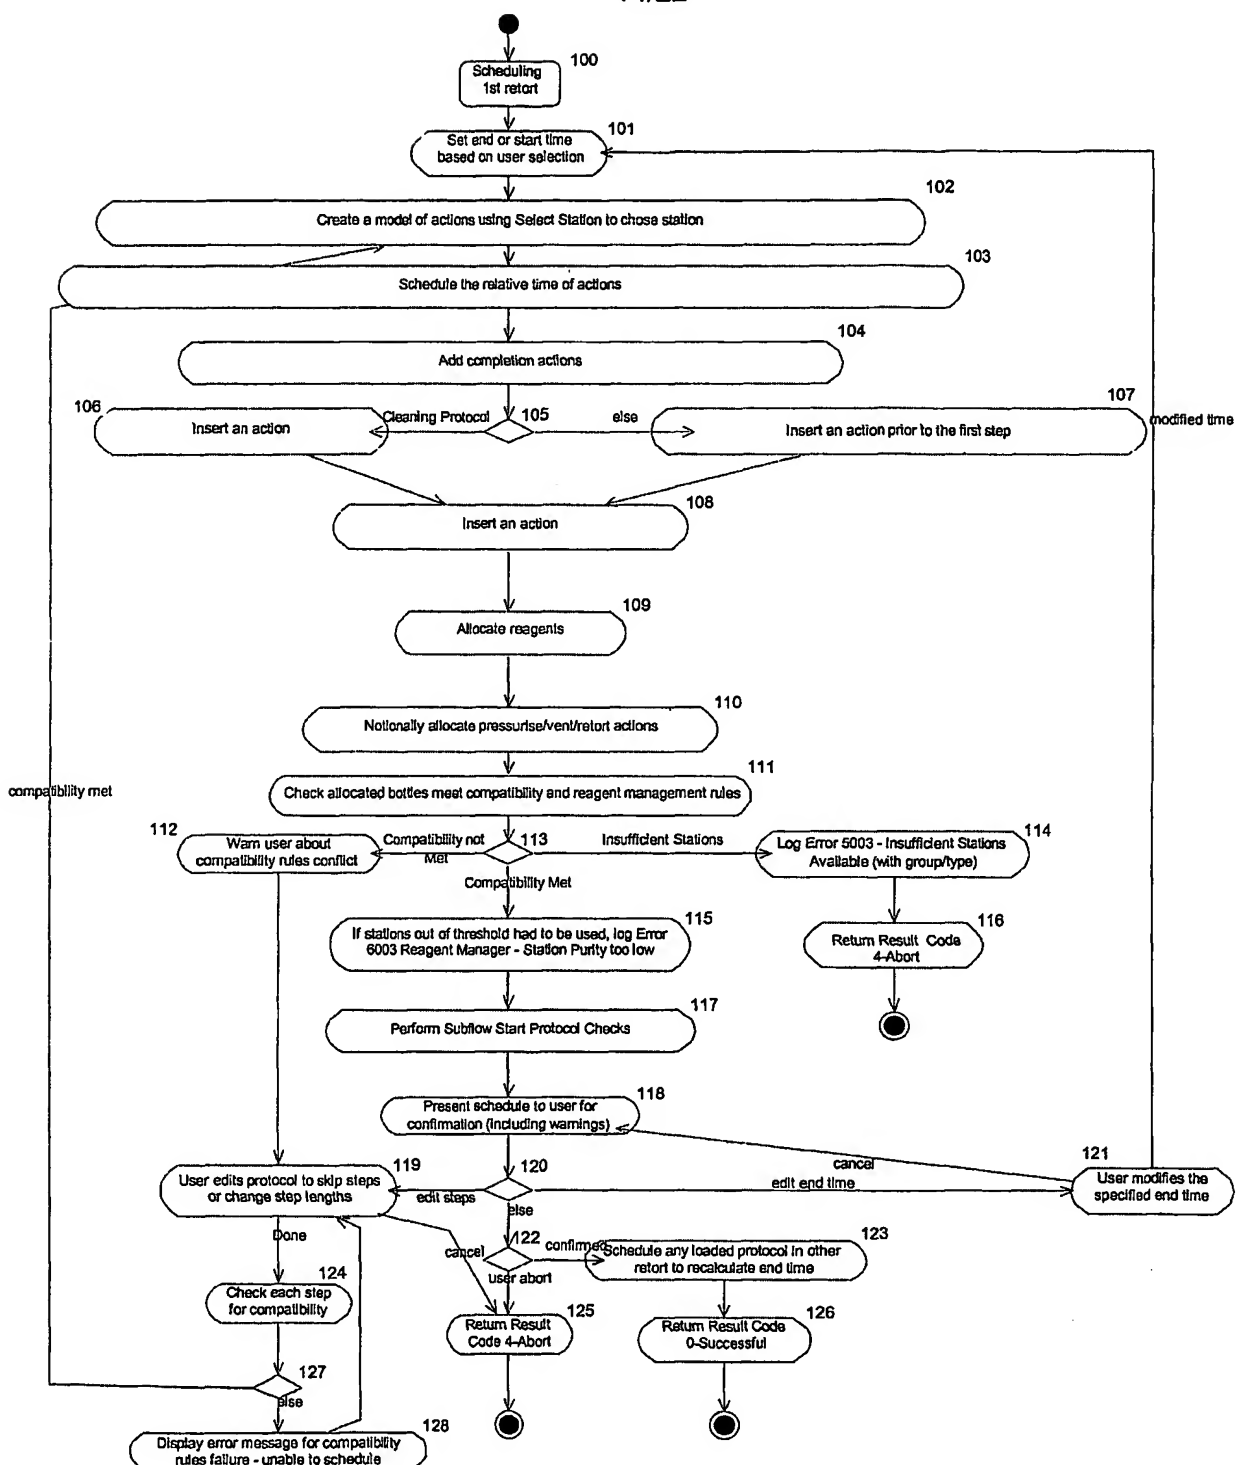 100
Scheduling
1st retort
101
Set end or start time
based on user selection
102
Create a model of actions using Select Station to chose station
103
Schedule the relative time of actions
104
Add completion actions
106
Insert an action
Cleaning Protocol
105
else
107
Insert an action prior to the first step
modified time
108
Insert an action
109
Allocate reagents
110
Notionally allocate pressurise/vent/retort actions
compatibility met
111
Check allocated bottles meet compatibility and reagent management rules
112
Warn user about
compatibility rules conflict
Compatibility not
Met
113
Insufficient Stations
114
Log Error 5003 - Insufficient Stations
Available (with group/type)
Compatibility Met
115
If stations out of threshold had to be used, log Error
6003 Reagent Manager - Station Purity too low
116
Return Result Code
4-Abort
117
Perform Subflow Start Protocol Checks
118
Present schedule to user for
confirmation (including warnings)
119
User edits protocol to skip steps
or change step lengths
edit steps
120
else
cancel
edit end time
121
User modifies the
specified end time
Done
cancel
122
confirmed
user abort
123
Schedule any loaded protocol in other
retort to recalculate end time
124
Check each step
for compatibility
125
Return Result
Code 4-Abort
126
Return Result Code
0-Successful
127
else
128
Display error message for compatibility
rules failure - unable to schedule